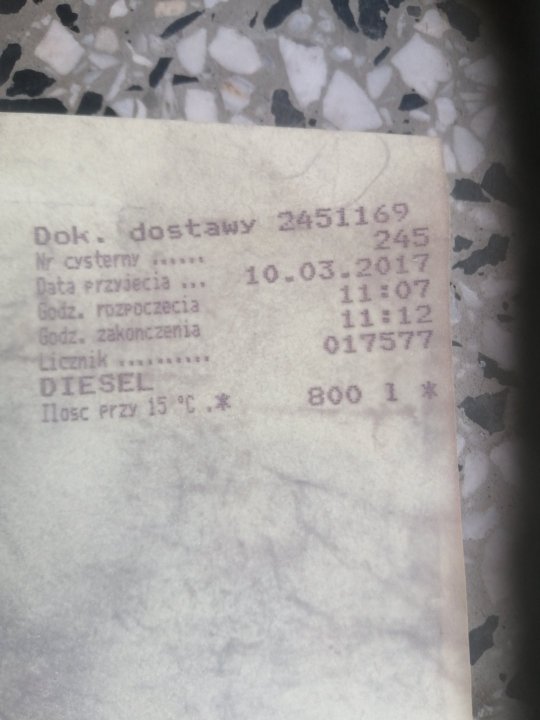 Dok. dostawy 2451169
Nr cysterny ...... 245
Data przyjecia ... 10.03.2017
Godz. rozpoczecia 11:07
Godz. zakonczenia 11:12
Licznik .......... 017577
DIESEL
Ilosc przy 15 °C .* 800 l *